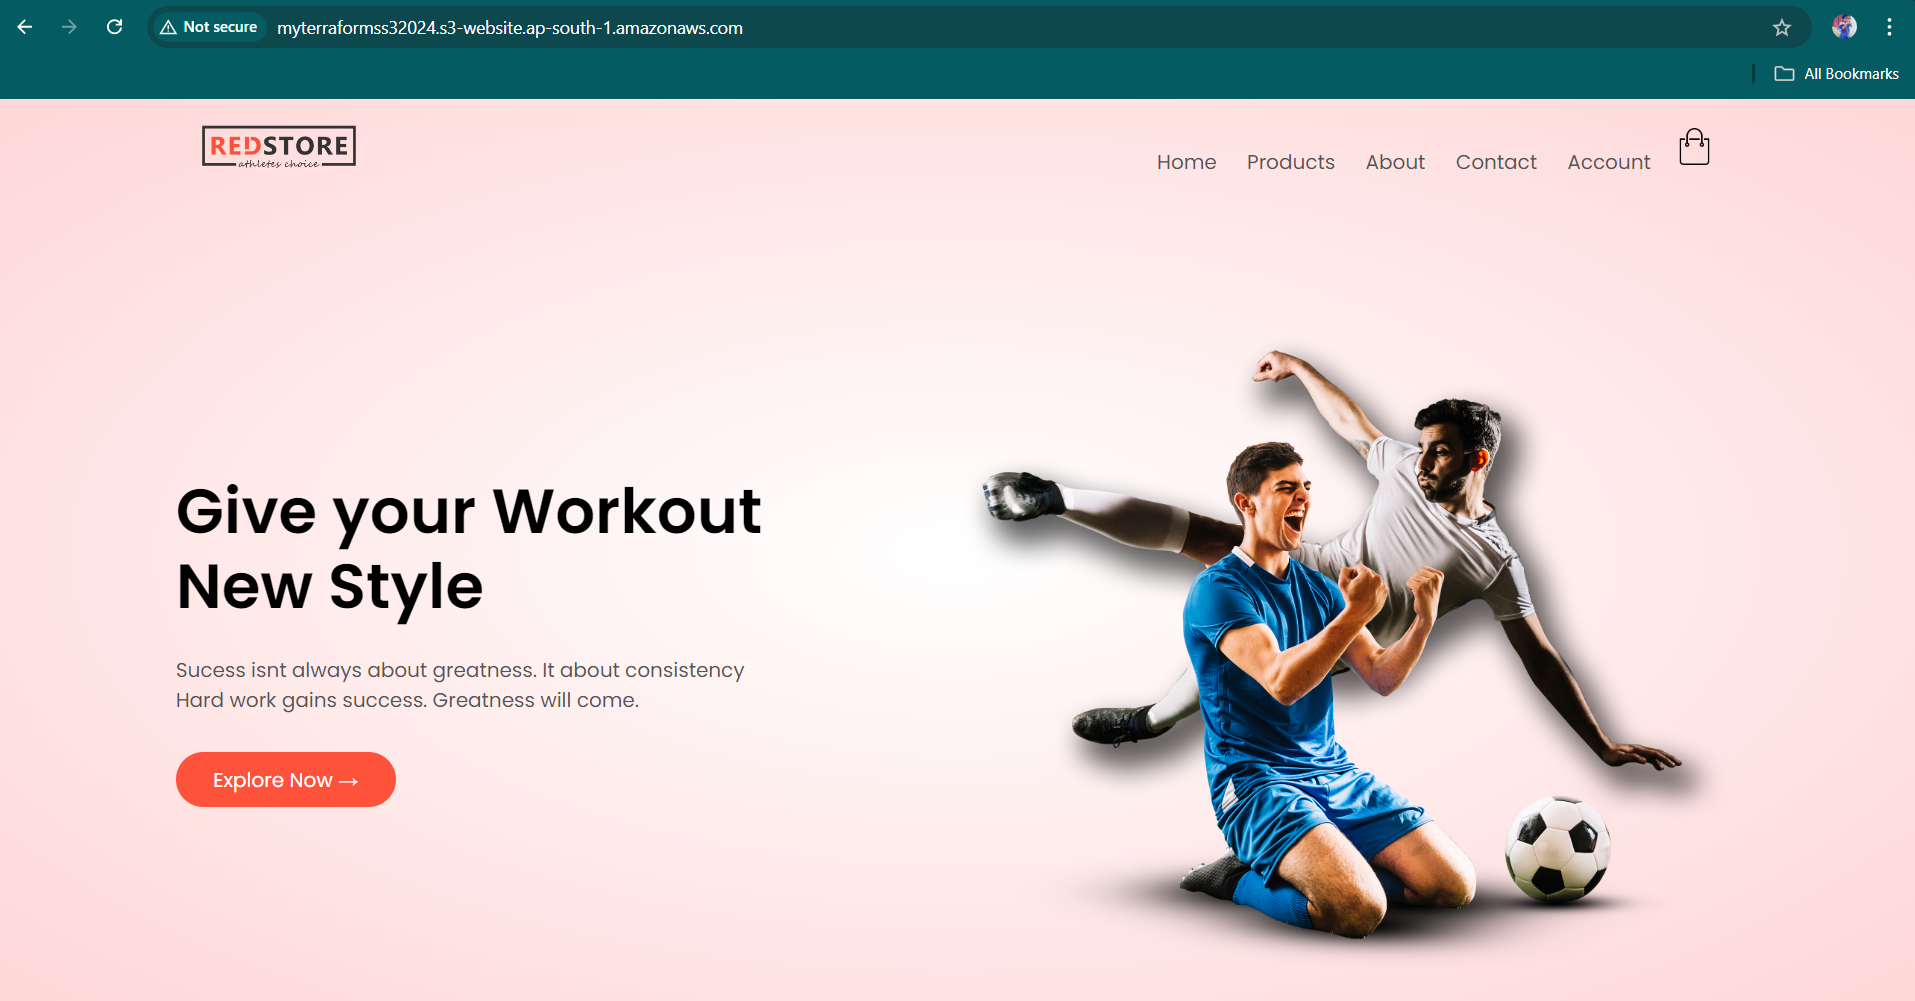 Not secure
myterraformss32024.s3-website.ap-south-1.amazonaws.com
All Bookmarks
REDSTORE
athletes choice
Home
Products
About
Contact
Account
Give your Workout
New Style
Sucess isnt always about greatness. It about consistency
Hard work gains success. Greatness will come.
Explore Now →